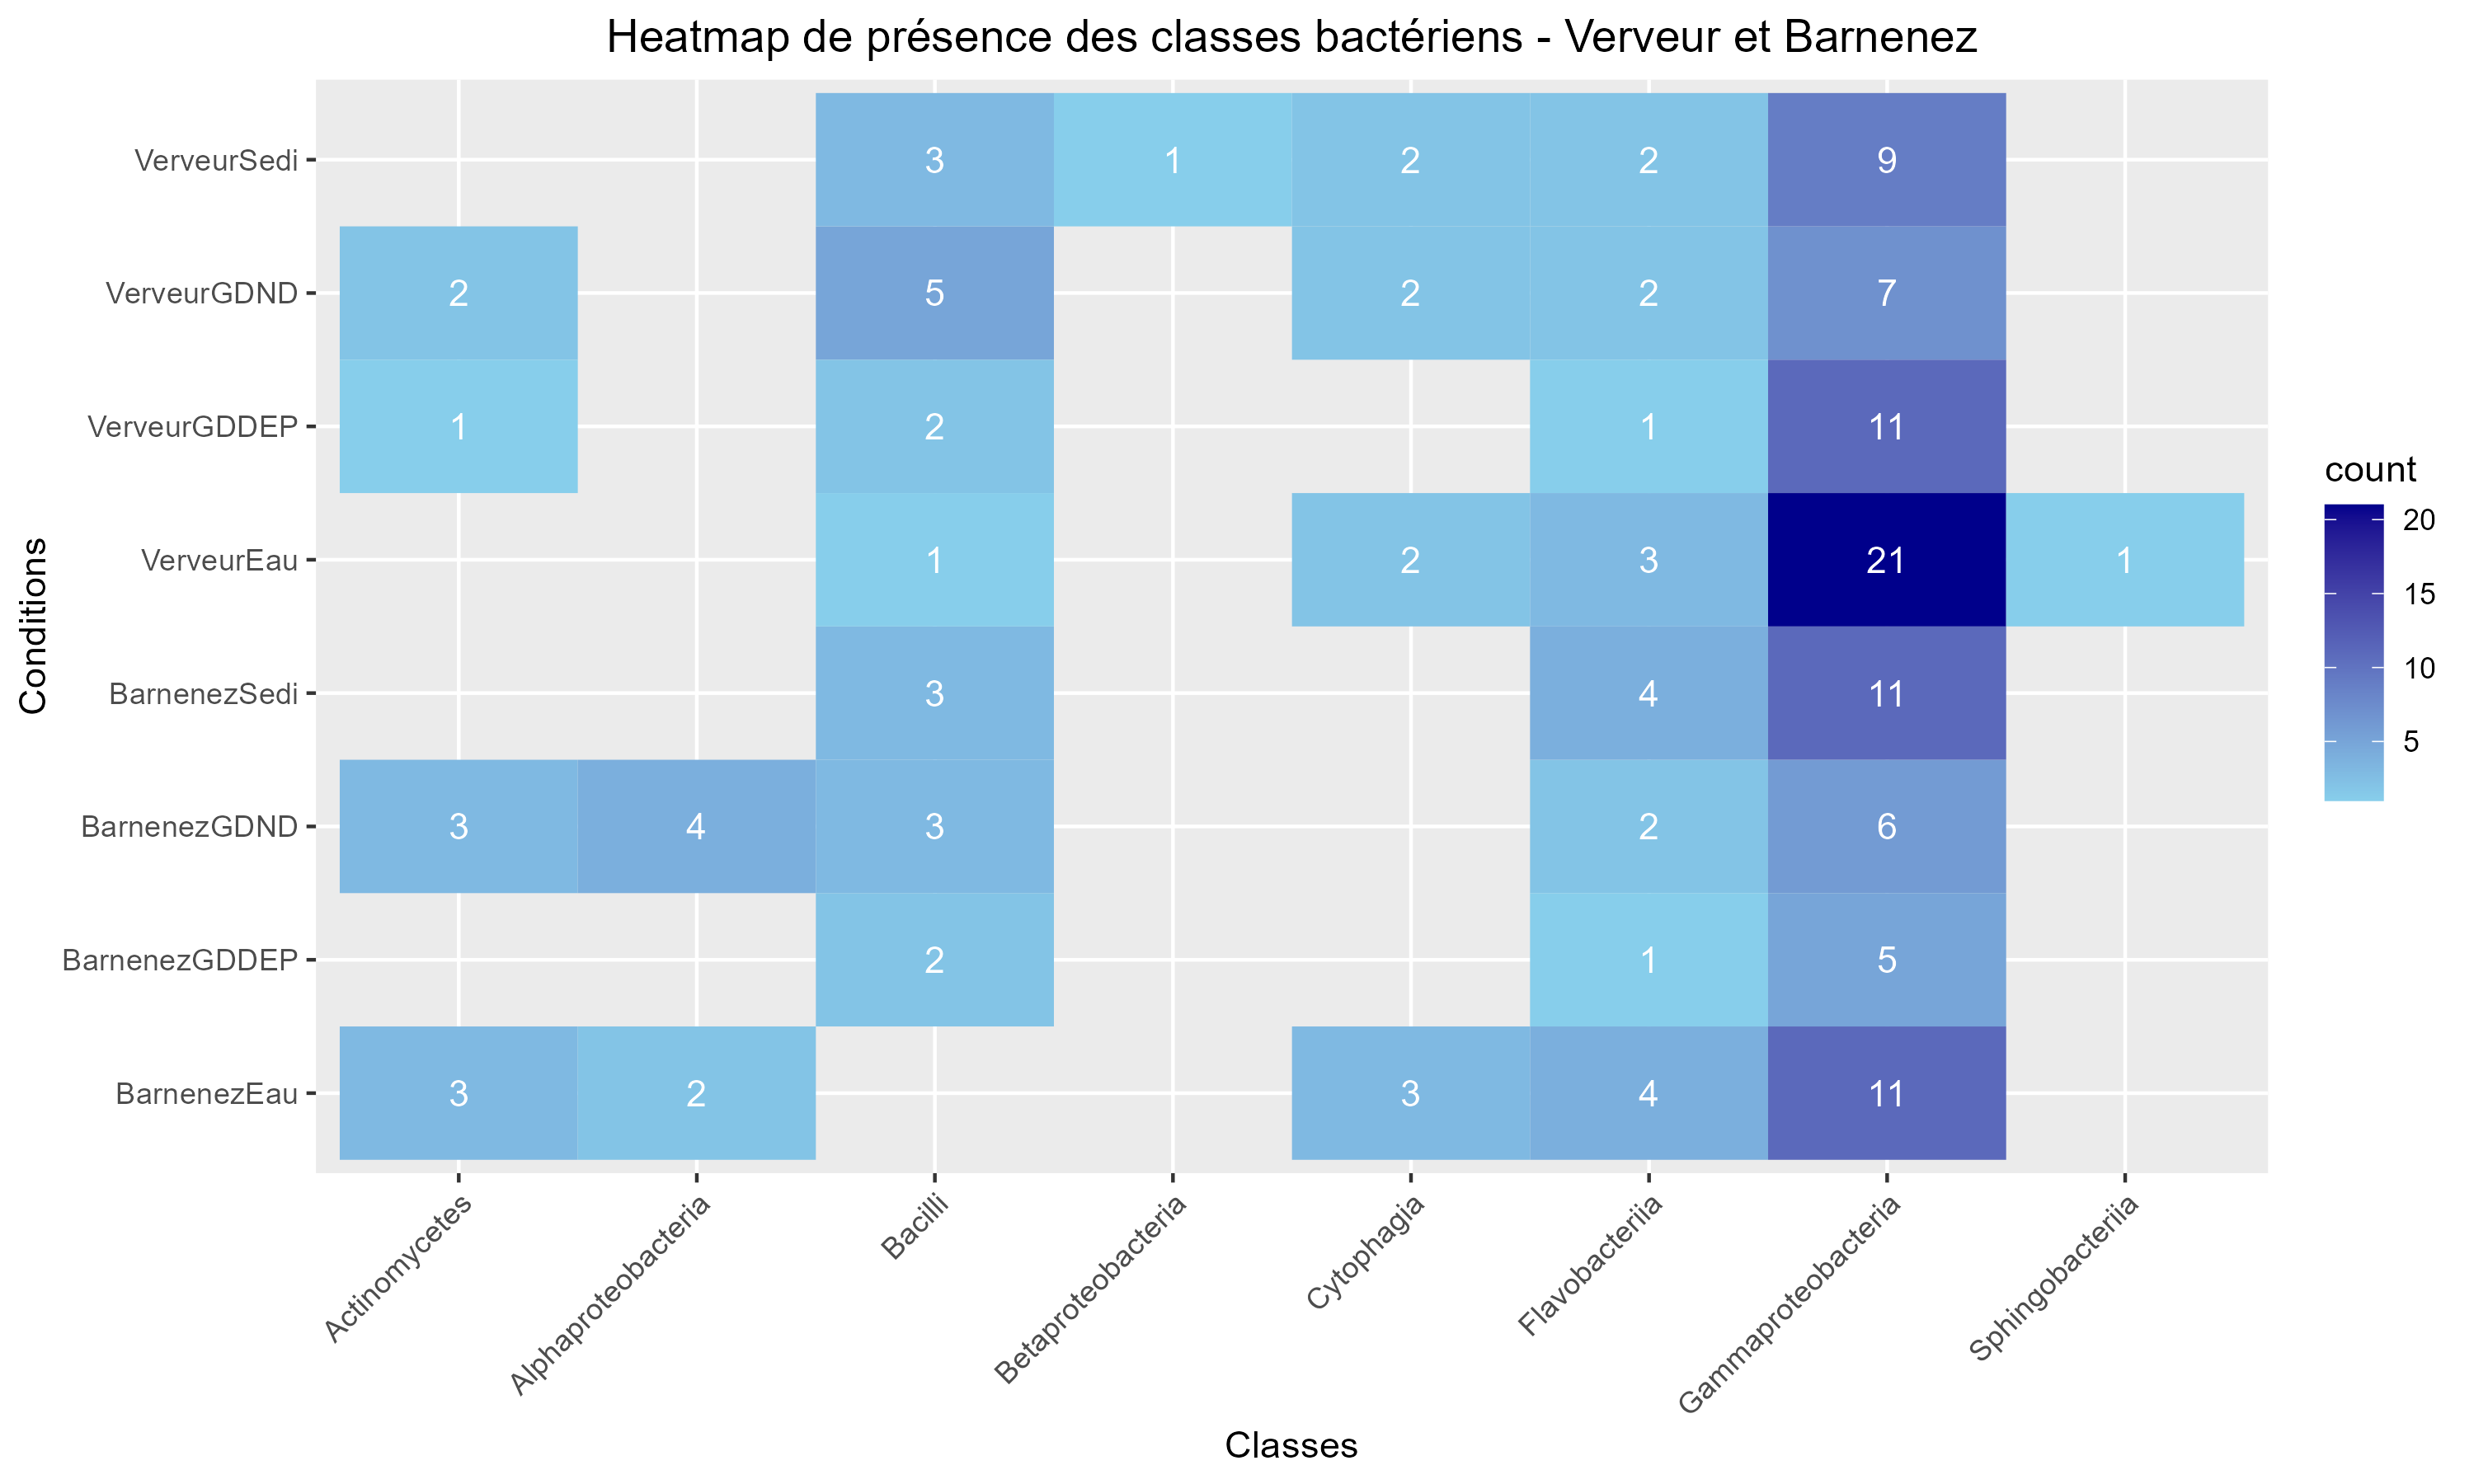 Heatmap de présence des classes bactériens - Verveur et Barnenez
Conditions
VerveurSedi 3 1 2 2 9
VerveurGDND 2 5 2 2 7
VerveurGDDEP 1 2 1 11
VerveurEau 1 2 3 21 1
BarnenezSedi 3 4 11
BarnenezGDND 3 4 3 2 6
BarnenezGDDEP 2 1 5
BarnenezEau 3 2 3 4 11
Actinomycetes
Alphaproteobacteria
Bacilli
Betaproteobacteria
Cytophagia
Flavobacteriia
Gammaproteobacteria
Sphingobacteriia
Classes
count
20
15
10
5